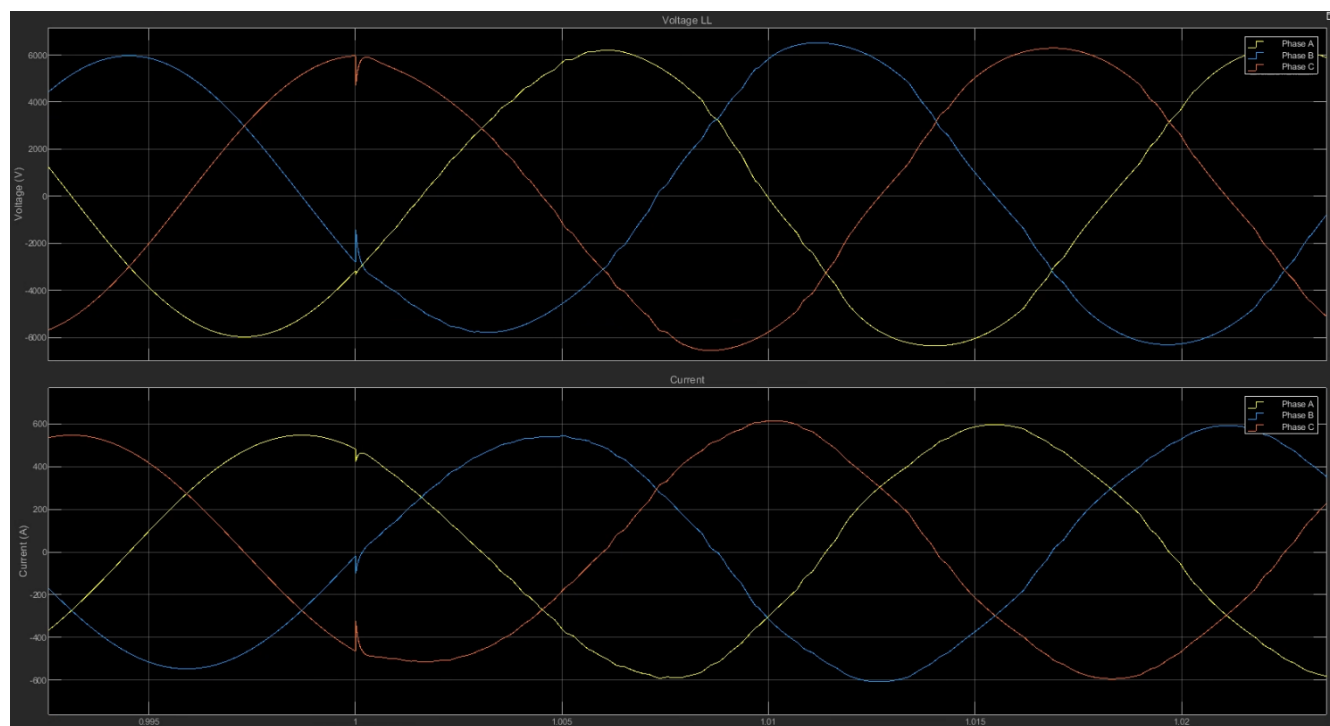 Voltage LL
6000
4000
2000
0
-2000
-4000
-6000
Voltage (V)
Phase A
Phase B
Phase C
Current
600
400
200
0
-200
-400
-600
Current (A)
Phase A
Phase B
Phase C
0.995
1
1.005
1.01
1.015
1.02